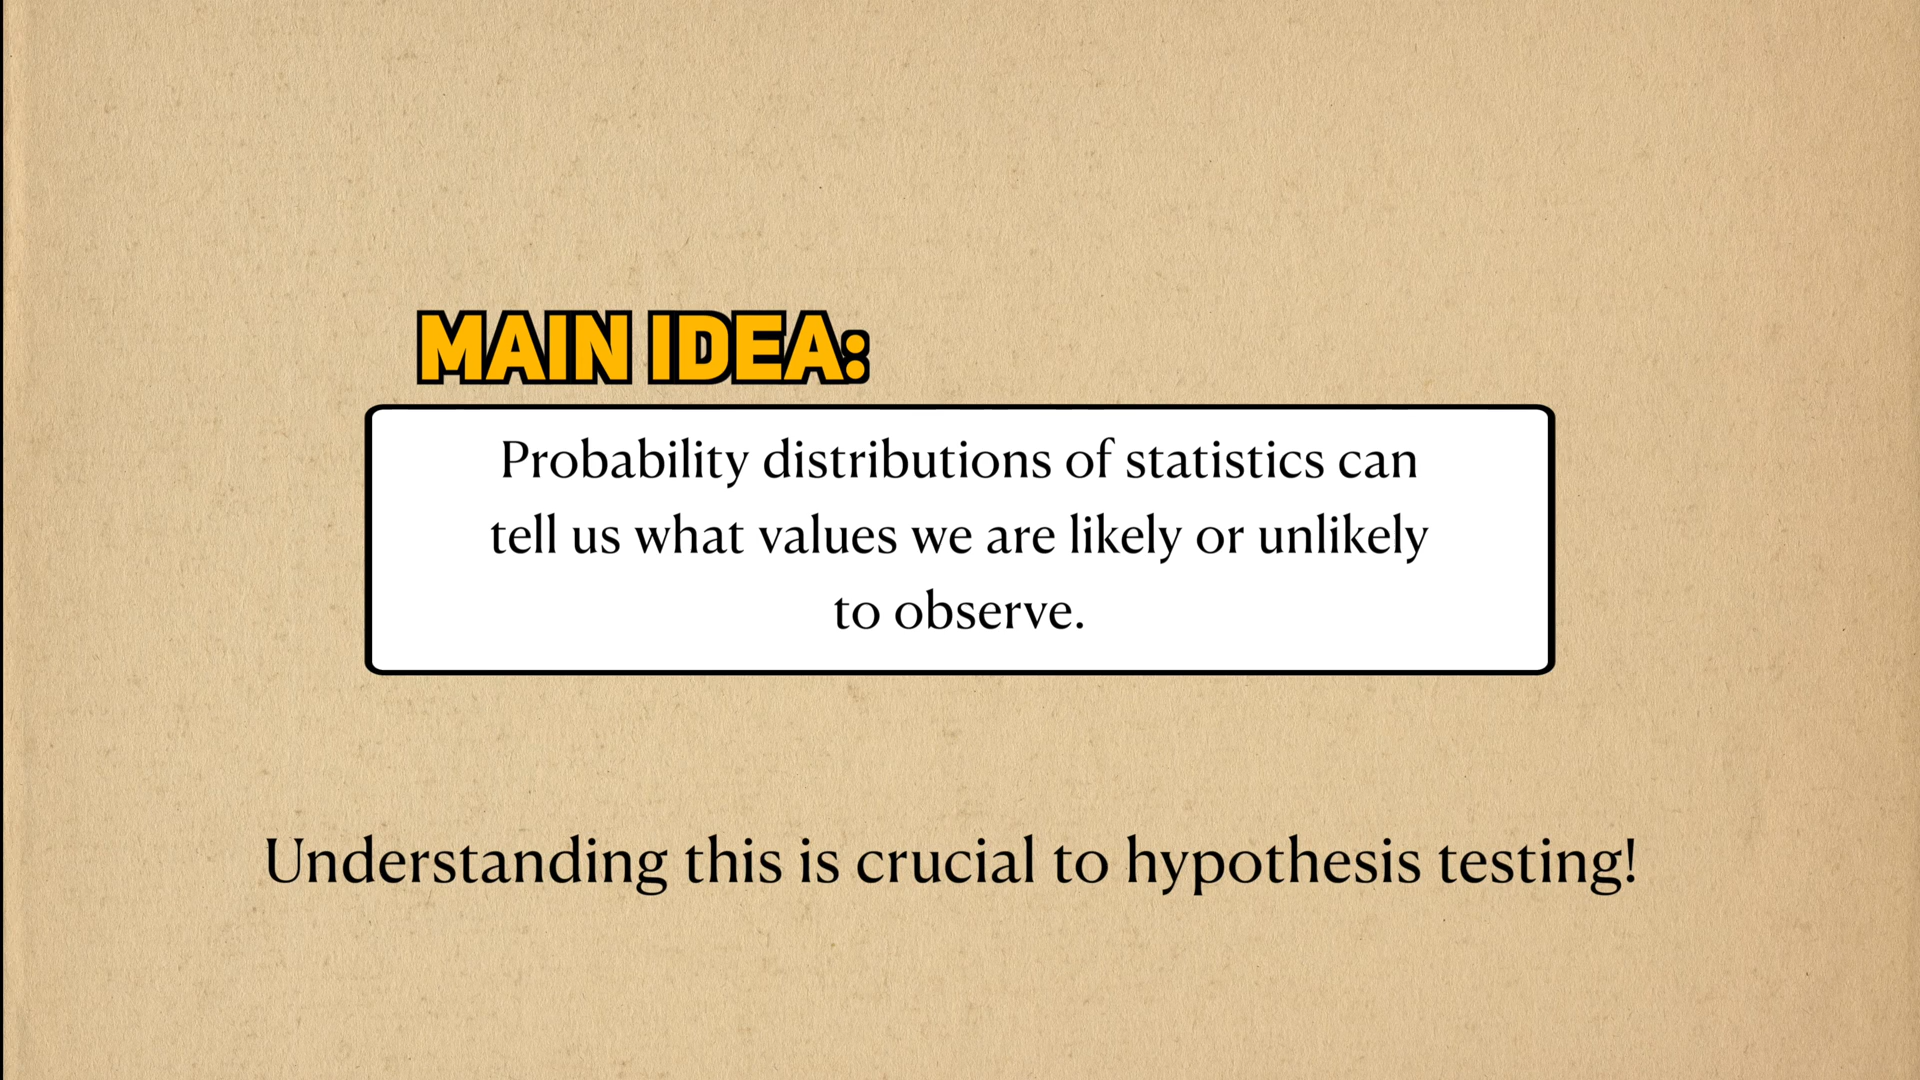 MAIN IDEA:
Probability distributions of statistics can
tell us what values we are likely or unlikely
to observe.
Understanding this is crucial to hypothesis testing!